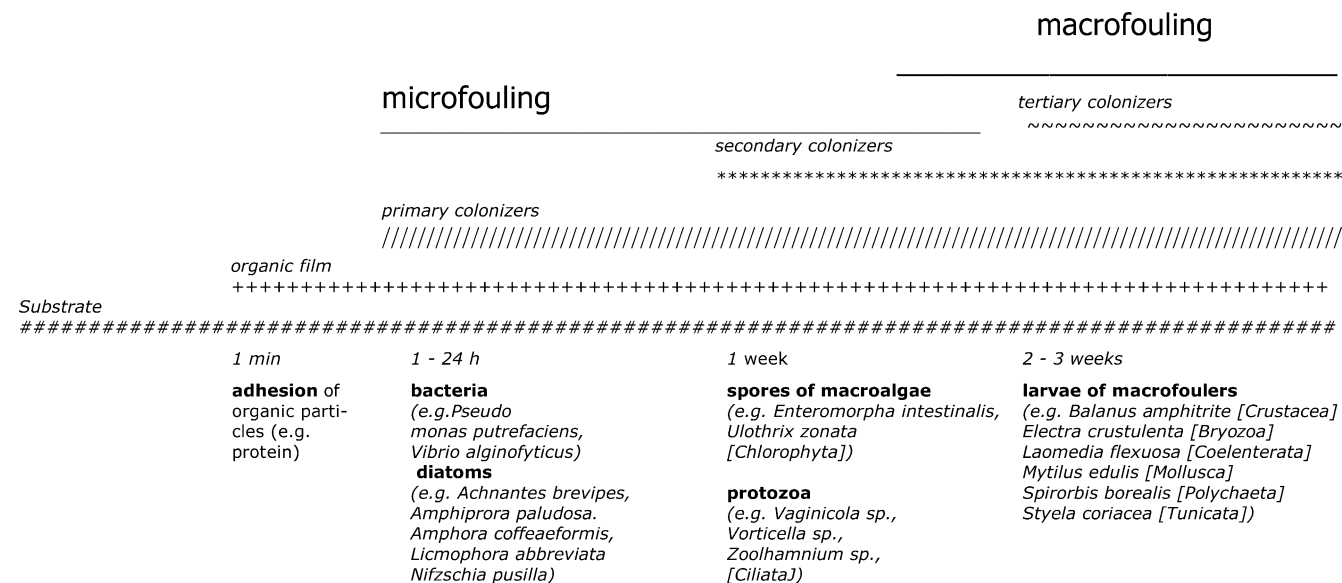 macrofouling
microfouling
tertiary colonizers
~~~~~~~~~~~~~~~~~~~~~~~
secondary colonizers
**********************************************************
primary colonizers
////////////////////////////////////////////////////////////////////////////////////////////////////////////
organic film
++++++++++++++++++++++++++++++++++++++++++++++++++++++++++++++++++++++++++++++++
Substrate
################################################################################################
1 min
adhesion of
organic parti-
cles (e.g.
protein)
1 - 24 h
bacteria
(e.g.Pseudo
monas putrefaciens,
Vibrio alginofyticus)
diatoms
(e.g. Achnantes brevipes,
Amphiprora paludosa.
Amphora coffeaeformis,
Licmophora abbreviata
Nifzschia pusilla)
1 week
spores of macroalgae
(e.g. Enteromorpha intestinalis,
Ulothrix zonata
[Chlorophyta])
protozoa
(e.g. Vaginicola sp.,
Vorticella sp.,
Zoolhamnium sp.,
[CiliataJ)
2 - 3 weeks
larvae of macrofoulers
(e.g. Balanus amphitrite [Crustacea]
Electra crustulenta [Bryozoa]
Laomedia flexuosa [Coelenterata]
Mytilus edulis [Mollusca]
Spirorbis borealis [Polychaeta]
Styela coriacea [Tunicata])